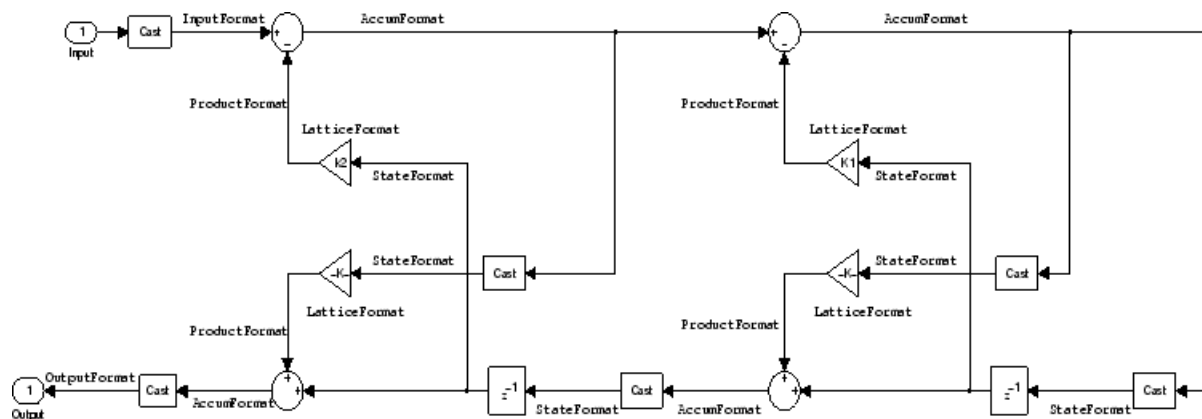 InputFormat
AccumFormat
AccumFormat
1
Cast
+
−
+
−
Input
ProductFormat
ProductFormat
LatticeFormat
LatticeFormat
k2
K1
StateFormat
StateFormat
StateFormat
StateFormat
-K-
Cast
-K-
Cast
LatticeFormat
LatticeFormat
ProductFormat
ProductFormat
OutputFormat
+
+
1
Cast
+
z⁻¹
Cast
+
z⁻¹
Cast
Output
AccumFormat
StateFormat
AccumFormat
StateFormat